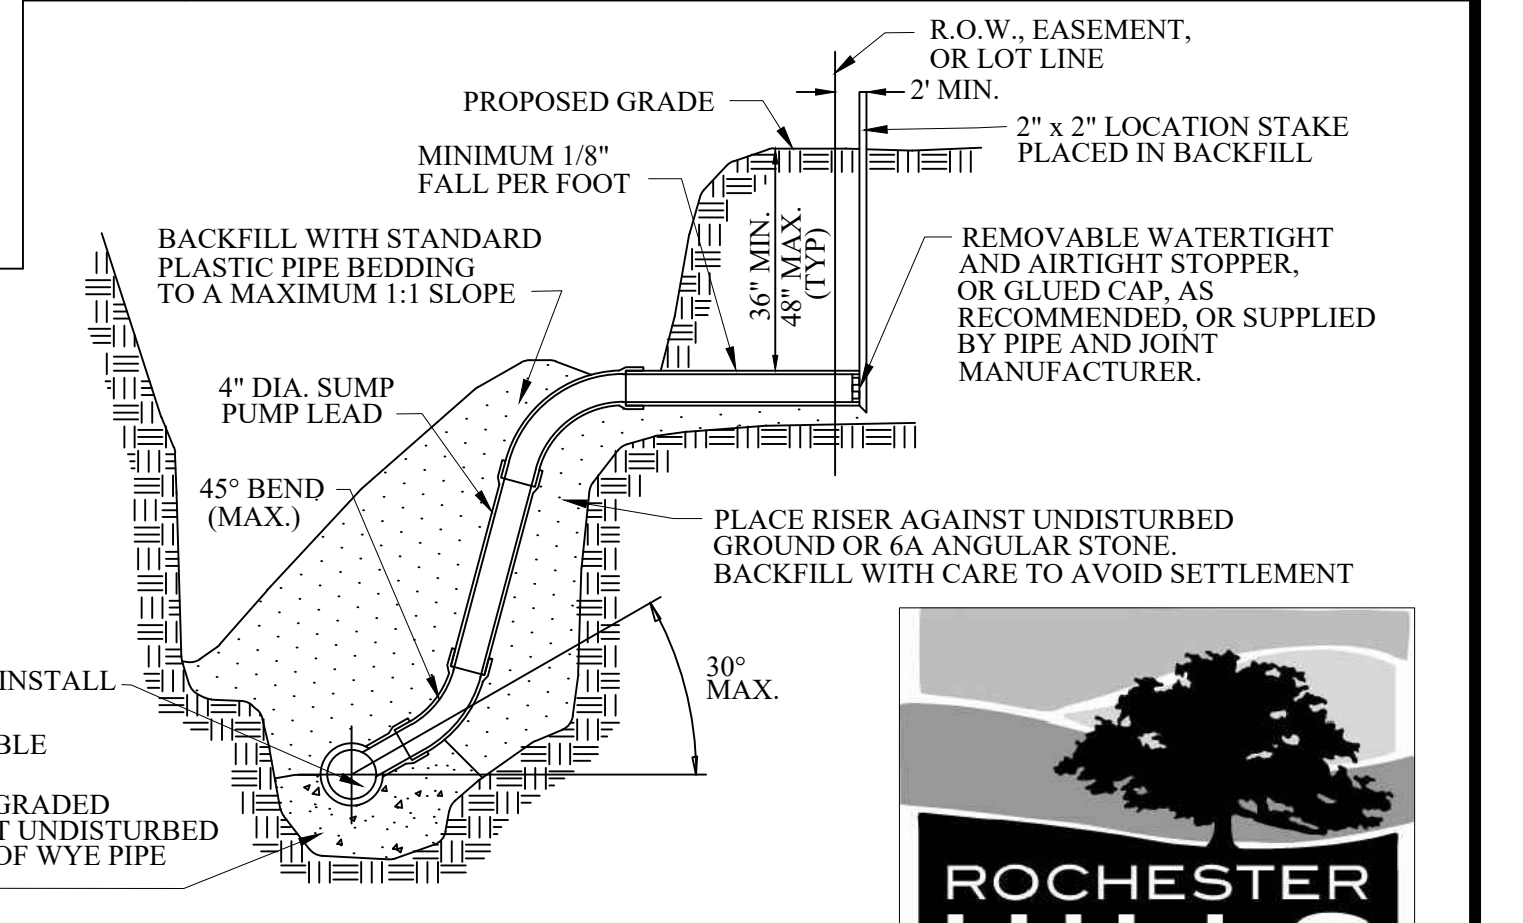 R.O.W., EASEMENT,
OR LOT LINE
2' MIN.
PROPOSED GRADE
2" x 2" LOCATION STAKE
PLACED IN BACKFILL
MINIMUM 1/8"
FALL PER FOOT
36" MIN.
48" MAX.
(TYP)
BACKFILL WITH STANDARD
PLASTIC PIPE BEDDING
TO A MAXIMUM 1:1 SLOPE
REMOVABLE WATERTIGHT
AND AIRTIGHT STOPPER,
OR GLUED CAP, AS
RECOMMENDED, OR SUPPLIED
BY PIPE AND JOINT
MANUFACTURER.
4" DIA. SUMP
PUMP LEAD
45° BEND
(MAX.)
PLACE RISER AGAINST UNDISTURBED
GROUND OR 6A ANGULAR STONE.
BACKFILL WITH CARE TO AVOID SETTLEMENT
30°
MAX.
INSTALL
BLE
GRADED
T UNDISTURBED
OF WYE PIPE
ROCHESTER